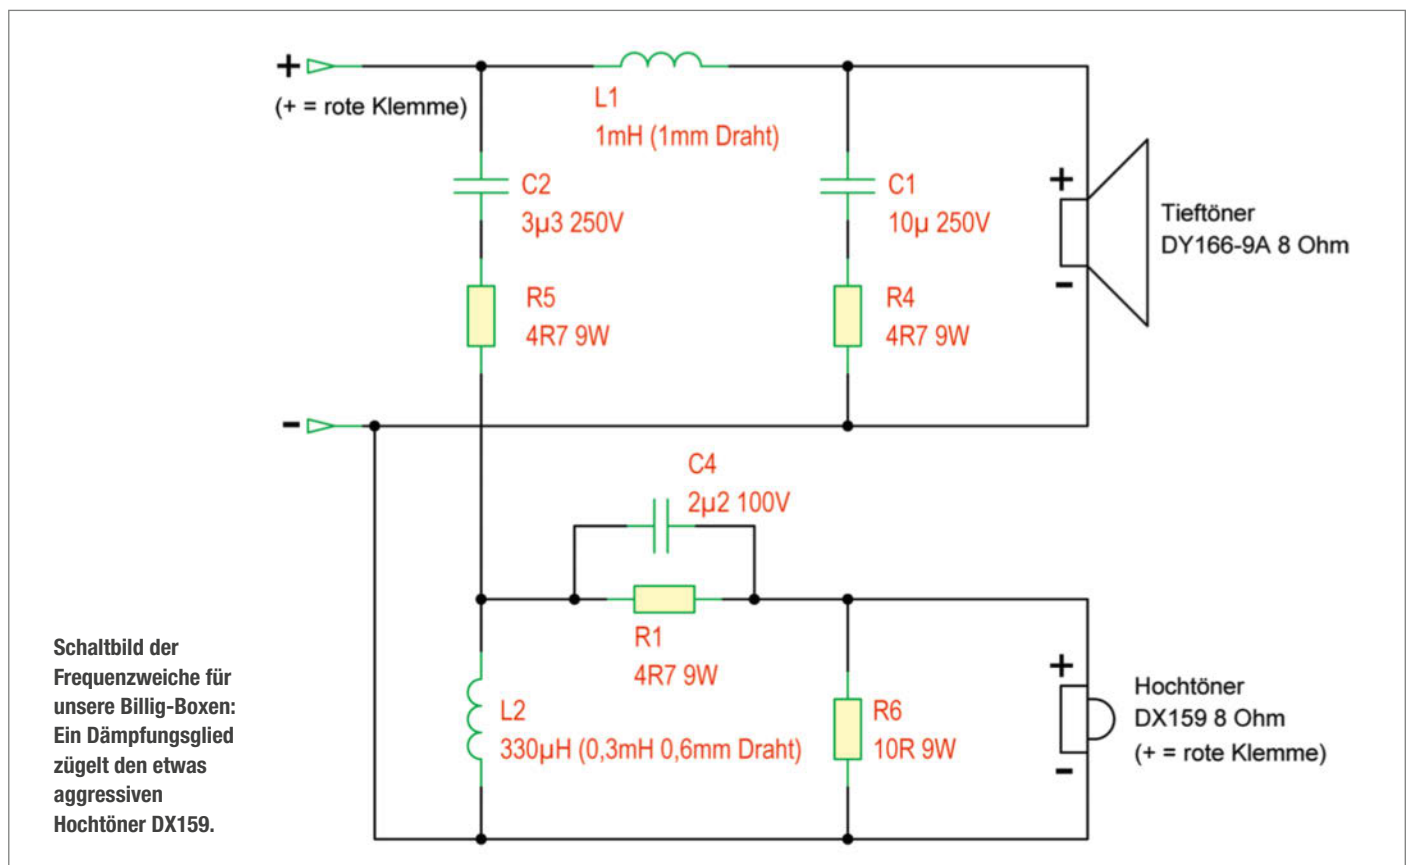 +
(+ = rote Klemme)
L1
1mH (1mm Draht)
C2
3µ3 250V
C1
10µ 250V
+
Tieftöner
DY166-9A 8 Ohm
-
R5
4R7 9W
R4
4R7 9W
-
C4
2µ2 100V
R1
4R7 9W
L2
330µH (0,3mH 0,6mm Draht)
R6
10R 9W
+
Hochtöner
DX159 8 Ohm
(+ = rote Klemme)
-
Schaltbild der
Frequenzweiche für
unsere Billig-Boxen:
Ein Dämpfungsglied
zügelt den etwas
aggressiven
Hochtöner DX159.